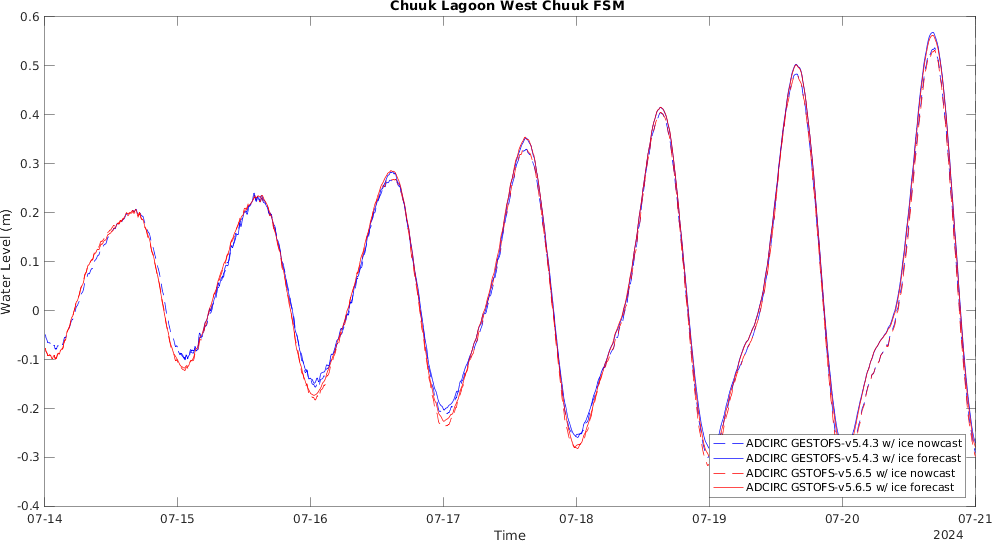 Chuuk Lagoon West Chuuk FSM
0.6
0.5
0.4
0.3
0.2
0.1
0
-0.1
-0.2
-0.3
-0.4
Water Level (m)
ADCIRC GESTOFS-v5.4.3 w/ ice nowcast
ADCIRC GESTOFS-v5.4.3 w/ ice forecast
ADCIRC GSTOFS-v5.6.5 w/ ice nowcast
ADCIRC GSTOFS-v5.6.5 w/ ice forecast
07-14 07-15 07-16 07-17 07-18 07-19 07-20 07-21
Time
2024